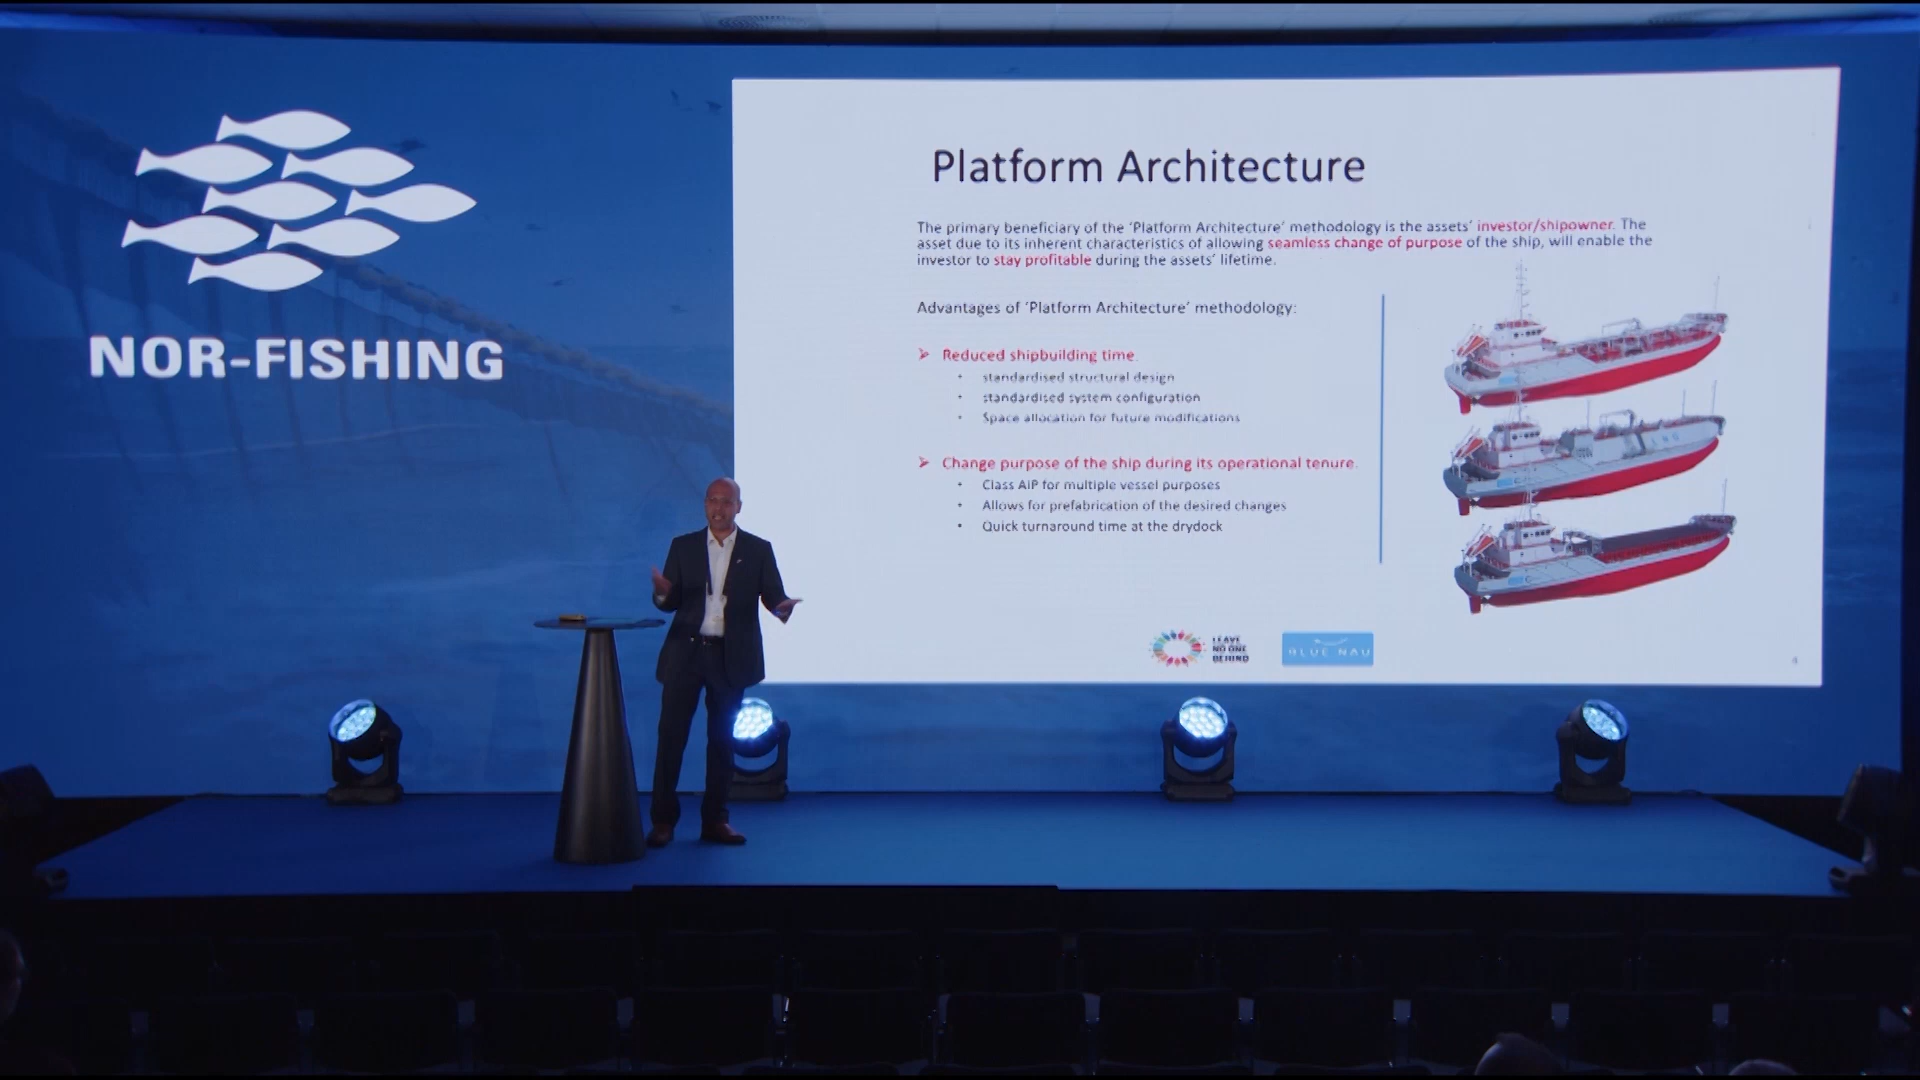 NOR-FISHING
Platform Architecture
The primary beneficiary of the ‘Platform Architecture’ methodology is the assets’ investor/shipowner. The
asset due to its inherent characteristics of allowing seamless change of purpose of the ship, will enable the
investor to stay profitable during the assets’ lifetime.
Advantages of ‘Platform Architecture’ methodology:
➢ Reduced shipbuilding time.
• standardised structural design
• standardised system configuration
• Space allocation for future modifications
➢ Change purpose of the ship during its operational tenure.
• Class AIP for multiple vessel purposes
• Allows for prefabrication of the desired changes
• Quick turnaround time at the drydock
LEAVE
NO ONE
BEHIND
BLUE NAU
4